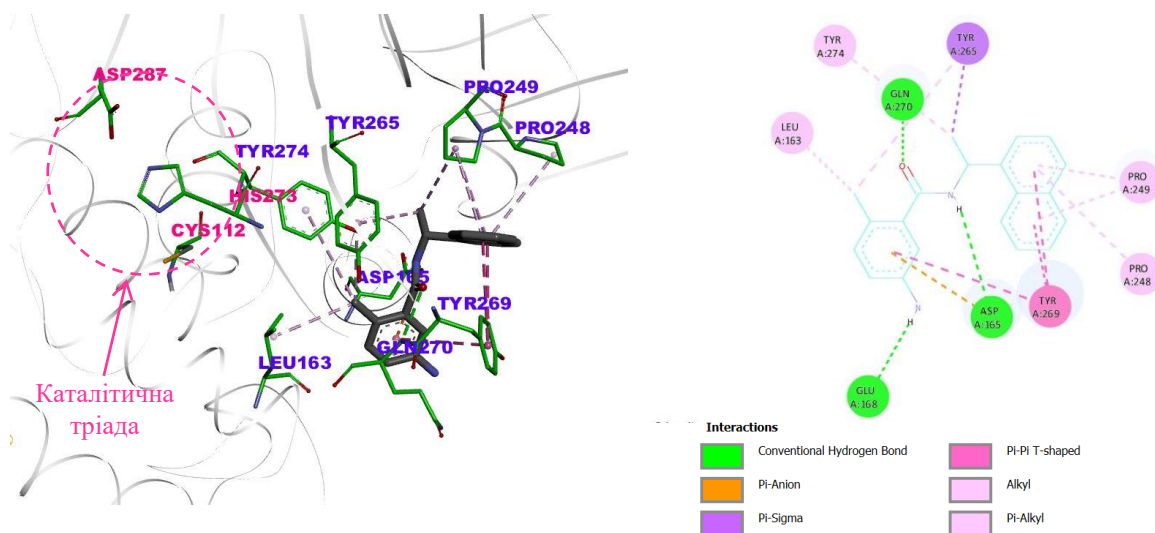 ASP287
PRO249
TYR265
PRO248
TYR274
HIS273
CYS112
ASP165
TYR269
GLN270
LEU163
Каталітична
тріада
TYR
A:274
TYR
A:265
GLN
A:270
LEU
A:163
PRO
A:249
PRO
A:248
TYR
A:269
ASP
A:165
GLU
A:168
O
N
H
N
H
Interactions
Conventional Hydrogen Bond
Pi-Pi T-shaped
Pi-Anion
Alkyl
Pi-Sigma
Pi-Alkyl